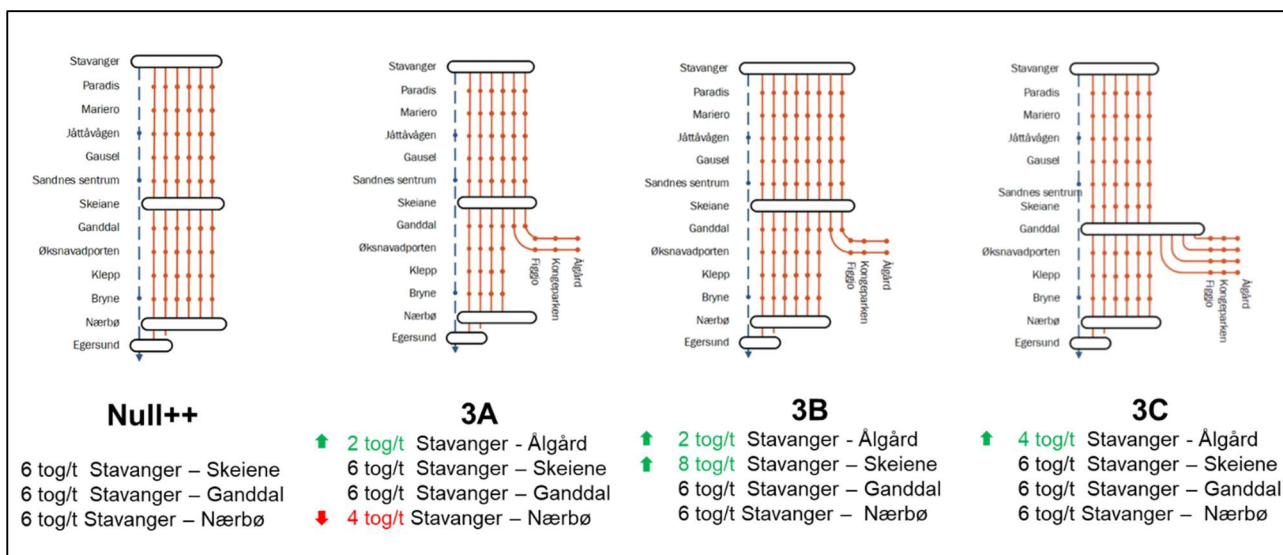 Stavanger
Paradis
Mariero
Jåttåvågen
Gausel
Sandnes sentrum
Skeiane
Ganddal
Øksnavadporten
Klepp
Bryne
Nærbø
Egersund
Null++
6 tog/t Stavanger – Skeiene
6 tog/t Stavanger – Ganddal
6 tog/t Stavanger – Nærbø
Stavanger
Paradis
Mariero
Jåttåvågen
Gausel
Sandnes sentrum
Skeiane
Ganddal
Øksnavadporten
Klepp
Bryne
Nærbø
Egersund
Figgjo
Kongeparken
Ålgård
3A
2 tog/t Stavanger - Ålgård
6 tog/t Stavanger – Skeiene
6 tog/t Stavanger – Ganddal
4 tog/t Stavanger – Nærbø
Stavanger
Paradis
Mariero
Jåttåvågen
Gausel
Sandnes sentrum
Skeiane
Ganddal
Øksnavadporten
Klepp
Bryne
Nærbø
Egersund
Figgjo
Kongeparken
Ålgård
3B
2 tog/t Stavanger - Ålgård
8 tog/t Stavanger – Skeiene
6 tog/t Stavanger – Ganddal
6 tog/t Stavanger – Nærbø
Stavanger
Paradis
Mariero
Jåttåvågen
Gausel
Sandnes sentrum
Skeiane
Ganddal
Øksnavadporten
Klepp
Bryne
Nærbø
Egersund
Figgjo
Kongeparken
Ålgård
3C
4 tog/t Stavanger - Ålgård
6 tog/t Stavanger – Skeiene
6 tog/t Stavanger – Ganddal
6 tog/t Stavanger – Nærbø